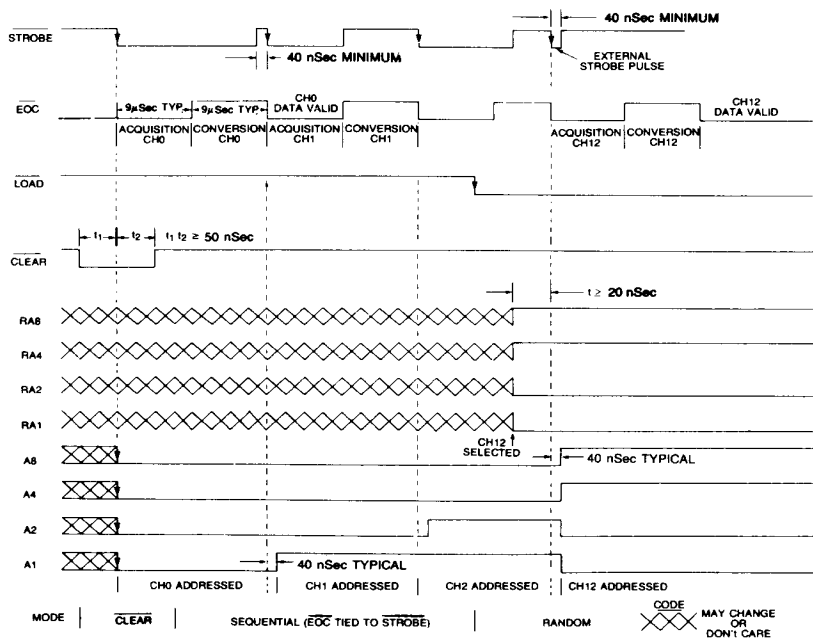 40 nSec MINIMUM
STROBE
40 nSec MINIMUM
EXTERNAL
STROBE PULSE
9µSec TYP.
9µSec TYP.
CH0
DATA VALID
CH12
DATA VALID
EOC
ACQUISITION
CH0
CONVERSION
CH0
ACQUISITION
CH1
CONVERSION
CH1
ACQUISITION
CH12
CONVERSION
CH12
LOAD
t1
t2
t1 t2 ≥ 50 nSec
CLEAR
t ≥ 20 nSec
RA8
RA4
RA2
RA1
CH12
SELECTED
A8
40 nSec TYPICAL
A4
A2
A1
40 nSec TYPICAL
CH0 ADDRESSED
CH1 ADDRESSED
CH2 ADDRESSED
CH12 ADDRESSED
MODE
CLEAR
SEQUENTIAL (EOC TIED TO STROBE)
RANDOM
CODE
MAY CHANGE
OR
DON'T CARE